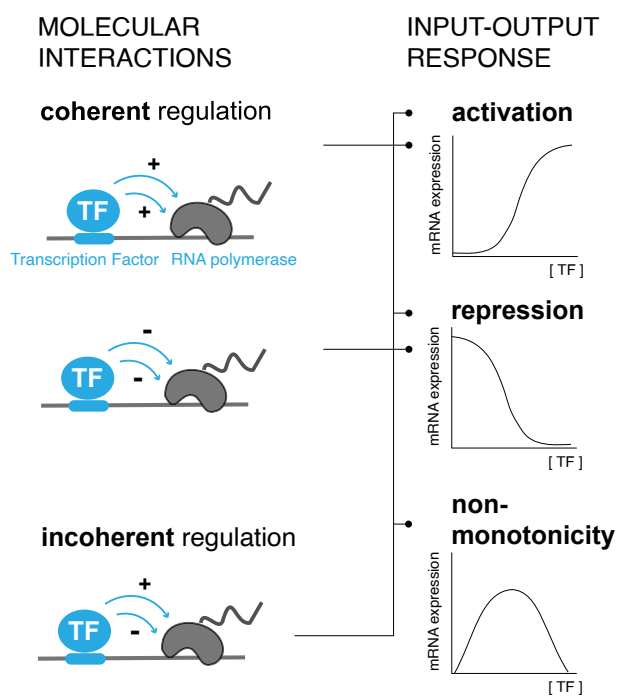 MOLECULAR
INTERACTIONS
INPUT-OUTPUT
RESPONSE
coherent regulation
+
+
TF
Transcription Factor
RNA polymerase
activation
mRNA expression
[ TF ]
-
-
TF
repression
mRNA expression
[ TF ]
incoherent regulation
+
-
TF
non-
monotonicity
mRNA expression
[ TF ]